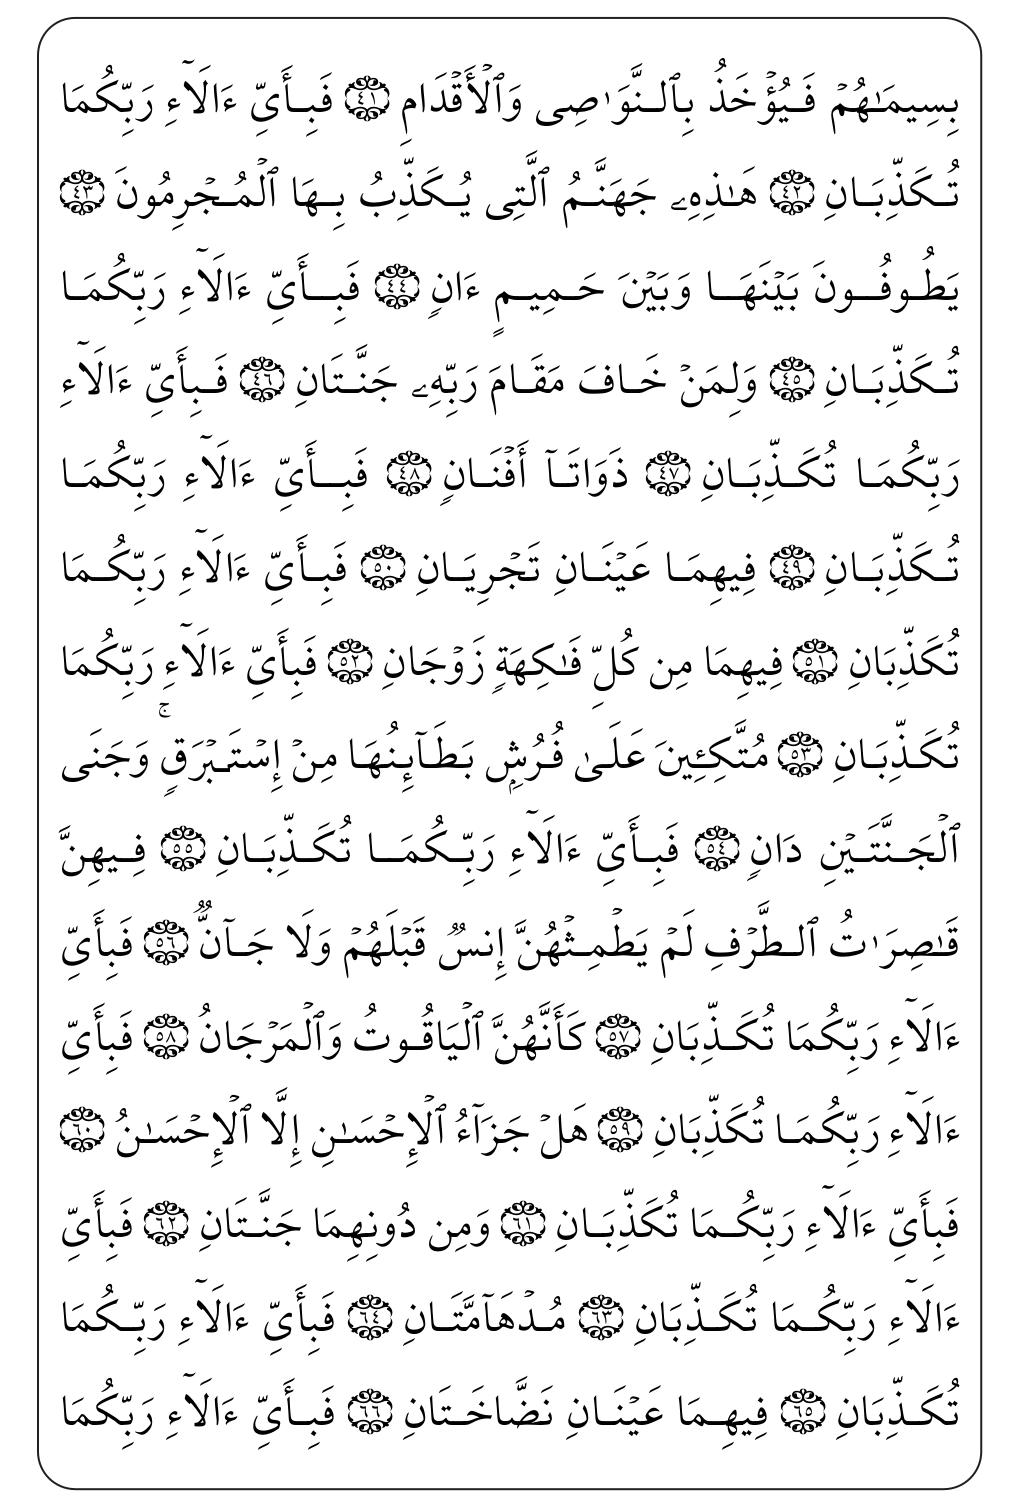 بِسِيمَـٰهُمۡ فَيُؤۡخَذُ بِٱلنَّوَٰصِى وَٱلۡأَقۡدَامِ ٤١ فَبِأَىِّ ءَالَآءِ رَبِّكُمَا
تُكَذِّبَانِ ٤٢ هَـٰذِهِۦ جَهَنَّمُ ٱلَّتِى يُكَذِّبُ بِهَا ٱلۡمُجۡرِمُونَ ٤٣
يَطُوفُونَ بَيۡنَهَا وَبَيۡنَ حَمِيمٍ ءَانٍ ٤٤ فَبِأَىِّ ءَالَآءِ رَبِّكُمَا
تُكَذِّبَانِ ٤٥ وَلِمَنۡ خَافَ مَقَامَ رَبِّهِۦ جَنَّتَانِ ٤٦ فَبِأَىِّ ءَالَآءِ
رَبِّكُمَا تُكَذِّبَانِ ٤٧ ذَوَاتَآ أَفۡنَانٍ ٤٨ فَبِأَىِّ ءَالَآءِ رَبِّكُمَا
تُكَذِّبَانِ ٤٩ فِيهِمَا عَيۡنَانِ تَجۡرِيَانِ ٥٠ فَبِأَىِّ ءَالَآءِ رَبِّكُمَا
تُكَذِّبَانِ ٥١ فِيهِمَا مِن كُلِّ فَـٰكِهَةٍ زَوۡجَانِ ٥٢ فَبِأَىِّ ءَالَآءِ رَبِّكُمَا
تُكَذِّبَانِ ٥٣ مُتَّكِـِٔينَ عَلَىٰ فُرُشِۭ بَطَآئِنُهَا مِنۡ إِسۡتَبۡرَقٍۚ وَجَنَى
ٱلۡجَنَّتَيۡنِ دَانٍ ٥٤ فَبِأَىِّ ءَالَآءِ رَبِّكُمَا تُكَذِّبَانِ ٥٥ فِيهِنَّ
قَـٰصِرَٰتُ ٱلطَّرۡفِ لَمۡ يَطۡمِثۡهُنَّ إِنسٌ قَبۡلَهُمۡ وَلَا جَآنٌّ ٥٦ فَبِأَىِّ
ءَالَآءِ رَبِّكُمَا تُكَذِّبَانِ ٥٧ كَأَنَّهُنَّ ٱلۡيَاقُوتُ وَٱلۡمَرۡجَانُ ٥٨ فَبِأَىِّ
ءَالَآءِ رَبِّكُمَا تُكَذِّبَانِ ٥٩ هَلۡ جَزَآءُ ٱلۡإِحۡسَـٰنِ إِلَّا ٱلۡإِحۡسَـٰنُ ٦٠
فَبِأَىِّ ءَالَآءِ رَبِّكُمَا تُكَذِّبَانِ ٦١ وَمِن دُونِهِمَا جَنَّتَانِ ٦٢ فَبِأَىِّ
ءَالَآءِ رَبِّكُمَا تُكَذِّبَانِ ٦٣ مُدۡهَآمَّتَانِ ٦٤ فَبِأَىِّ ءَالَآءِ رَبِّكُمَا
تُكَذِّبَانِ ٦٥ فِيهِمَا عَيۡنَانِ نَضَّاخَتَانِ ٦٦ فَبِأَىِّ ءَالَآءِ رَبِّكُمَا